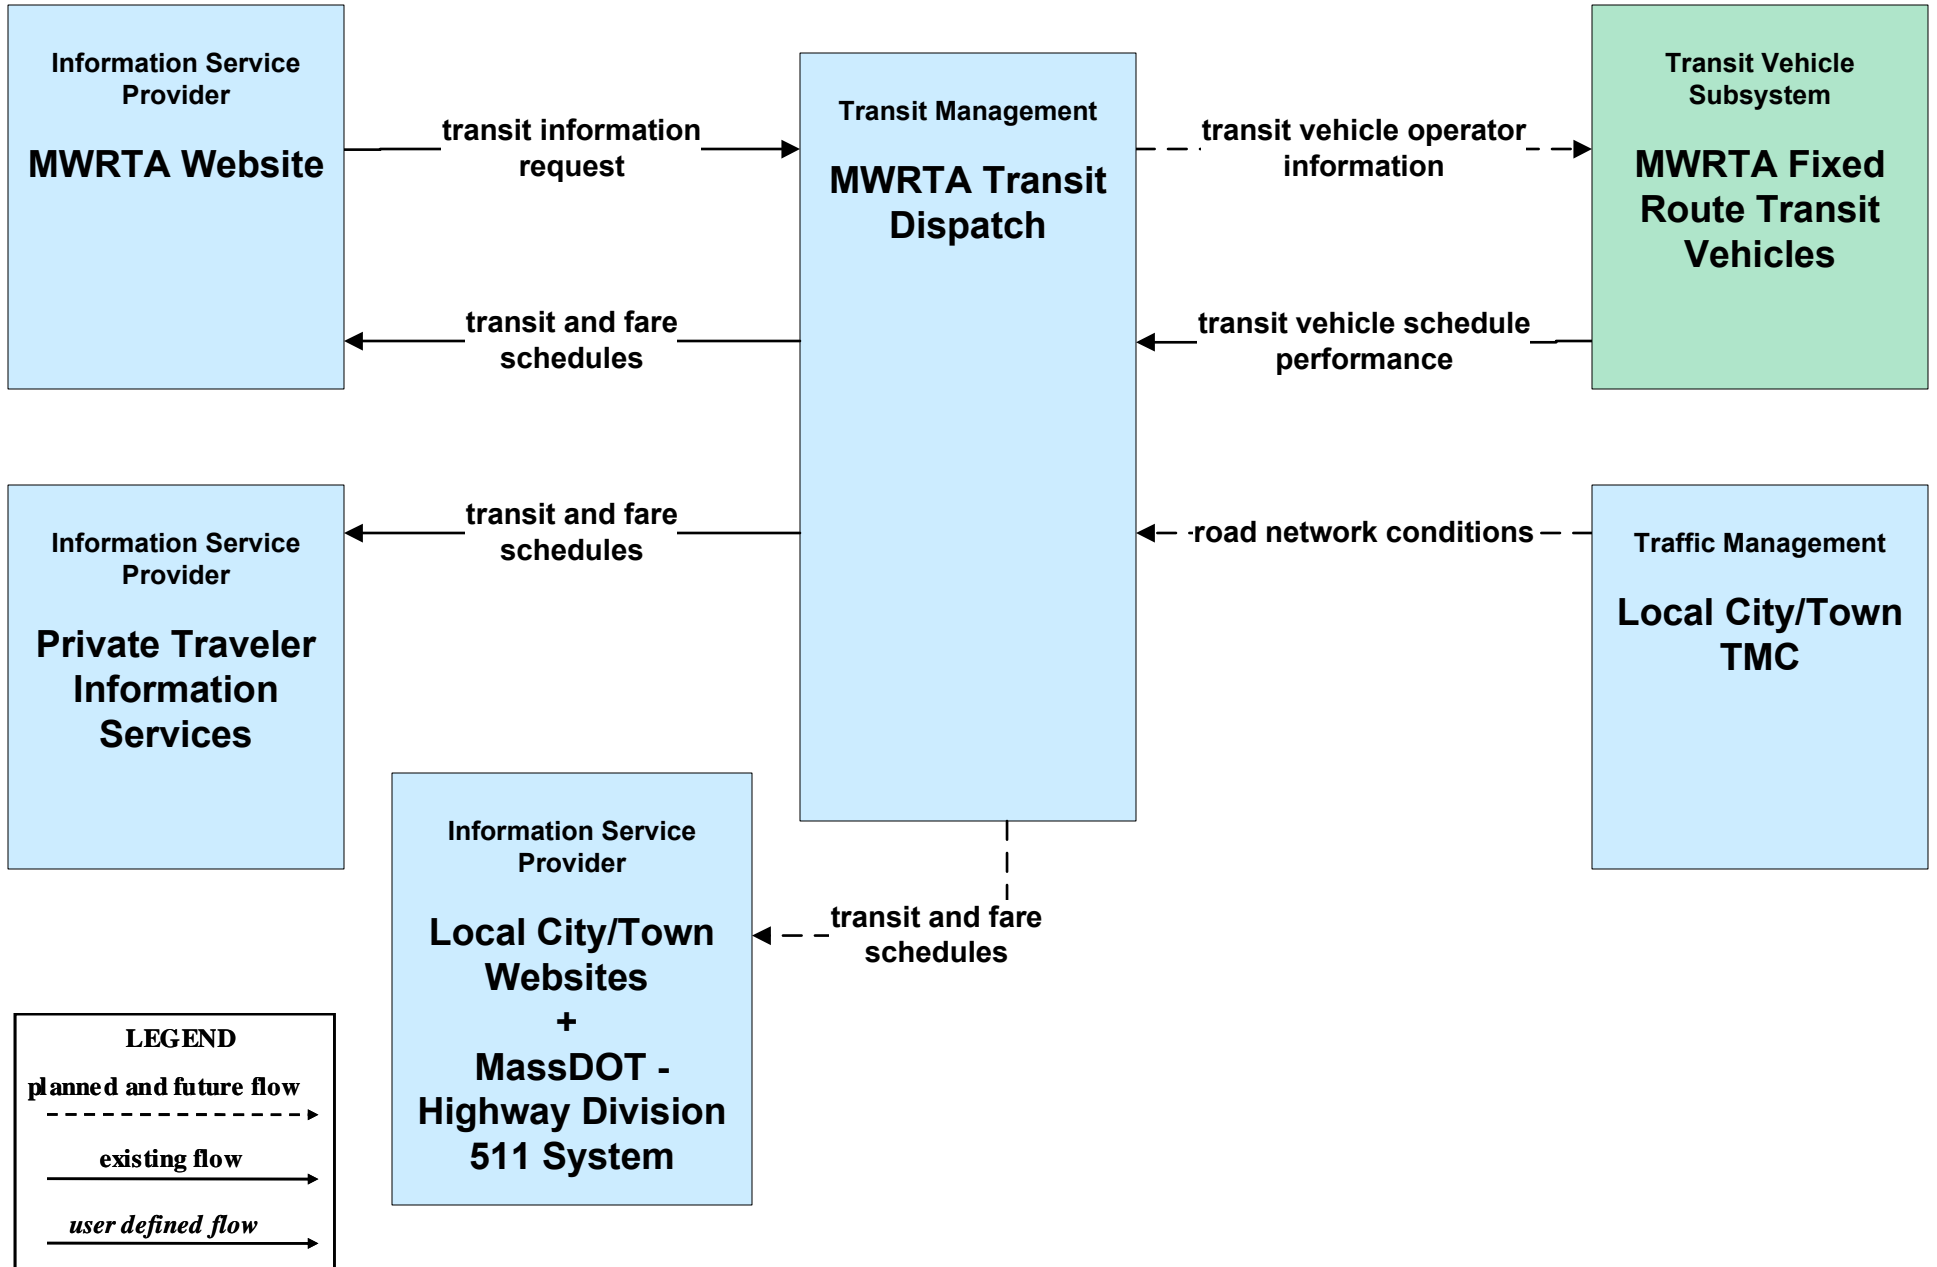 Information Service
Provider
MWRTA Website
transit information
request
transit and fare
schedules
Transit Management
MWRTA Transit
Dispatch
transit vehicle operator
information
transit vehicle schedule
performance
Transit Vehicle
Subsystem
MWRTA Fixed
Route Transit
Vehicles
Information Service
Provider
Private Traveler
Information
Services
transit and fare
schedules
road network conditions
Traffic Management
Local City/Town
TMC
Information Service
Provider
Local City/Town
Websites
+
MassDOT -
Highway Division
511 System
transit and fare
schedules
LEGEND
planned and future flow
existing flow
user defined flow